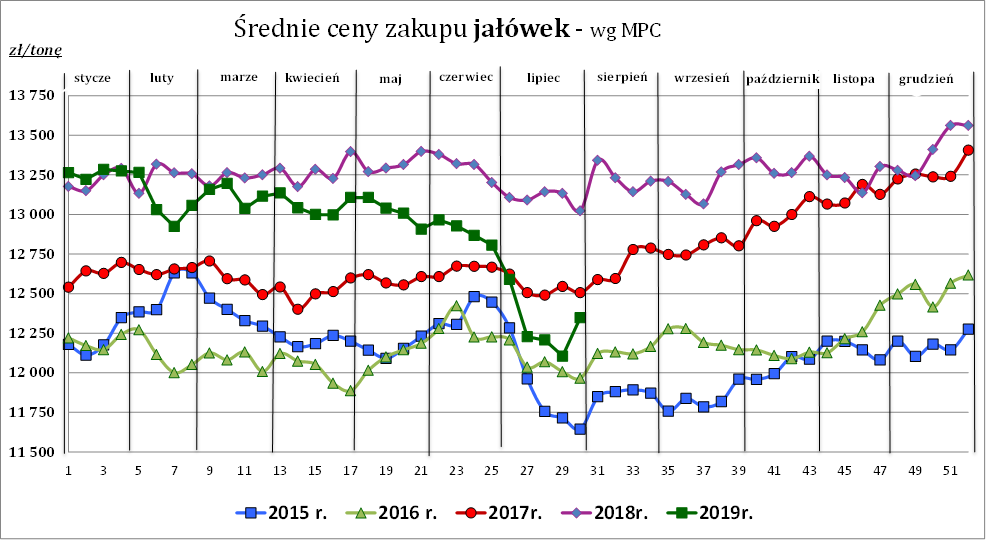 Średnie ceny zakupu jałówek - wg MPC
zł/tonę
stycze luty marze kwiecień maj czerwiec lipiec sierpień wrzesień październik listopa grudzień
13 750
13 500
13 250
13 000
12 750
12 500
12 250
12 000
11 750
11 500
1 3 5 7 9 11 13 15 17 19 21 23 25 27 29 31 33 35 37 39 41 43 45 47 49 51
2015 r. 2016 r. 2017r. 2018r. 2019r.